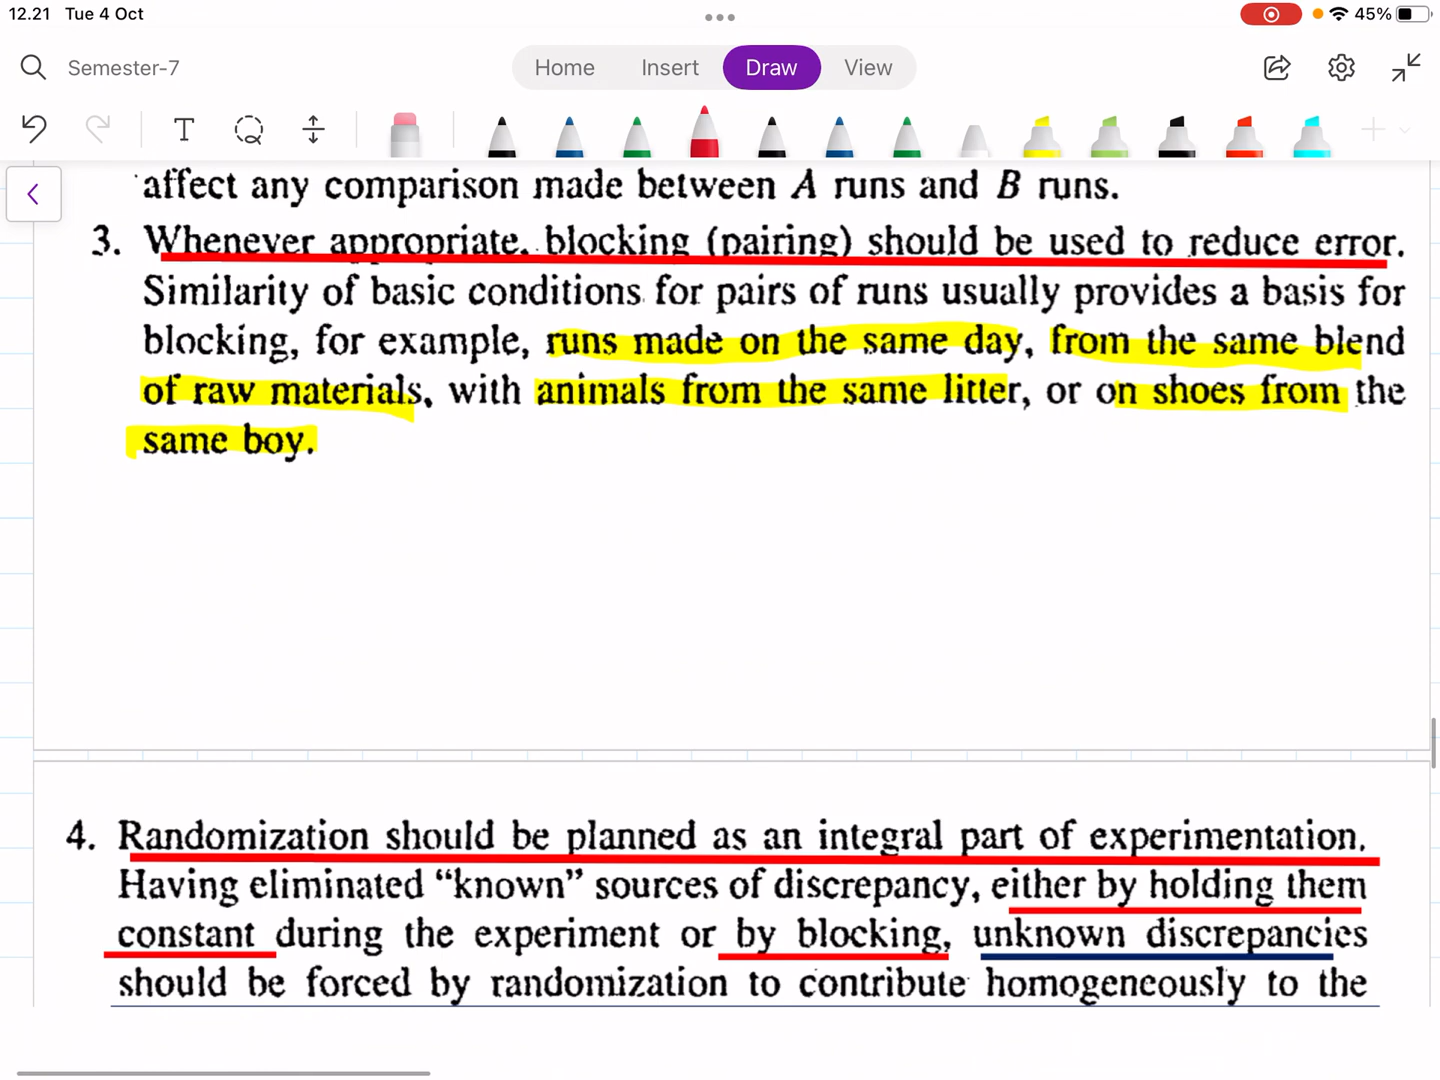 12.21 Tue 4 Oct
45%
Semester-7
Home Insert Draw View
T
affect any comparison made between A runs and B runs.
3. Whenever appropriate, blocking (pairing) should be used to reduce error.
Similarity of basic conditions for pairs of runs usually provides a basis for
blocking, for example, runs made on the same day, from the same blend
of raw materials, with animals from the same litter, or on shoes from the
same boy.
4. Randomization should be planned as an integral part of experimentation.
Having eliminated “known” sources of discrepancy, either by holding them
constant during the experiment or by blocking, unknown discrepancies
should be forced by randomization to contribute homogeneously to the